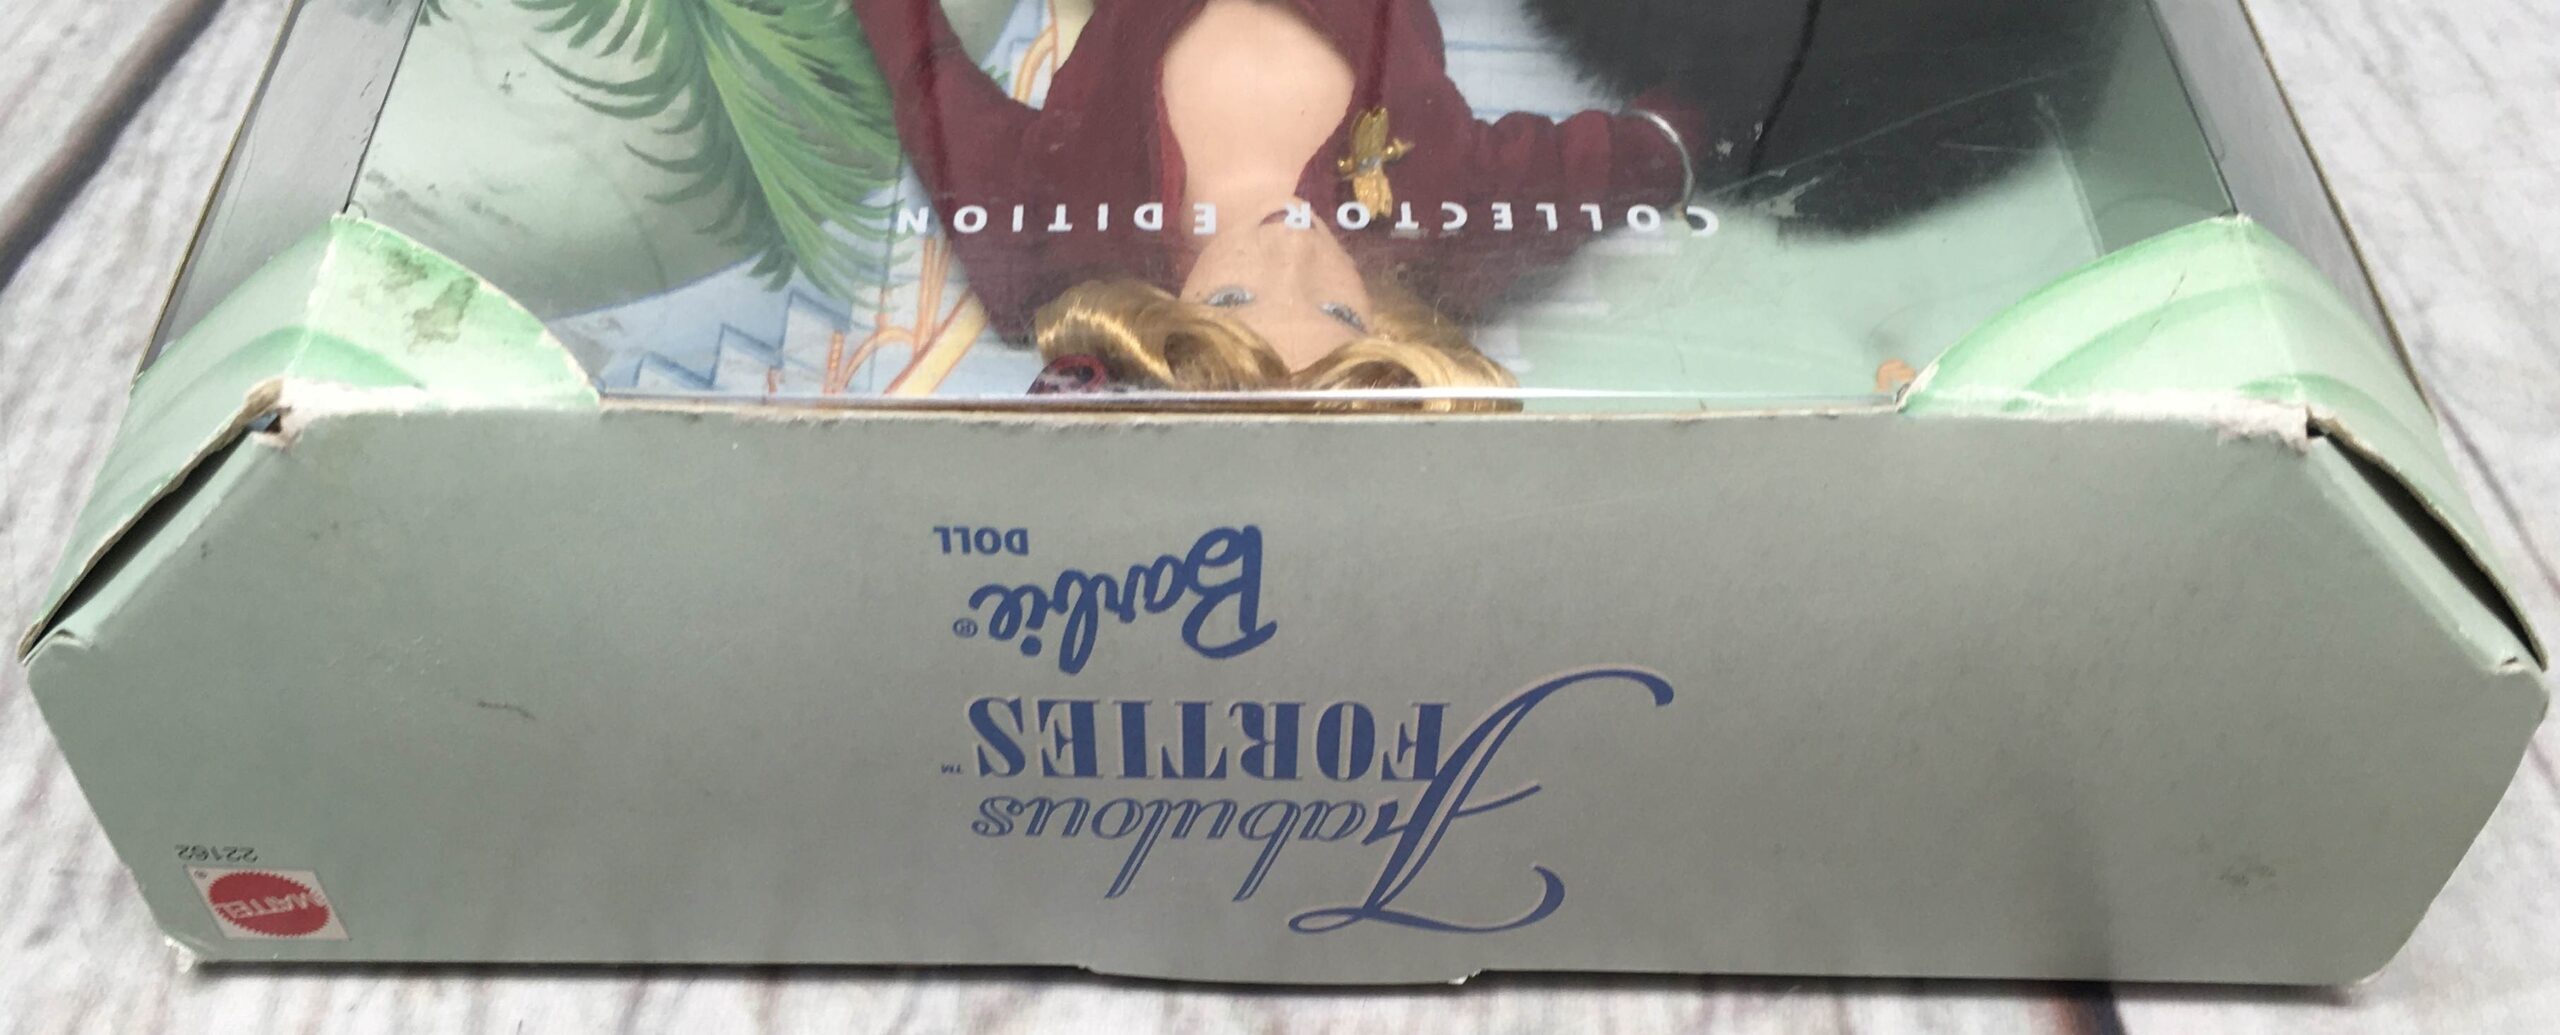 COLLECTOR EDITION
MATTEL®
22162
Fabulous
FORTIES™
Barbie®
DOLL